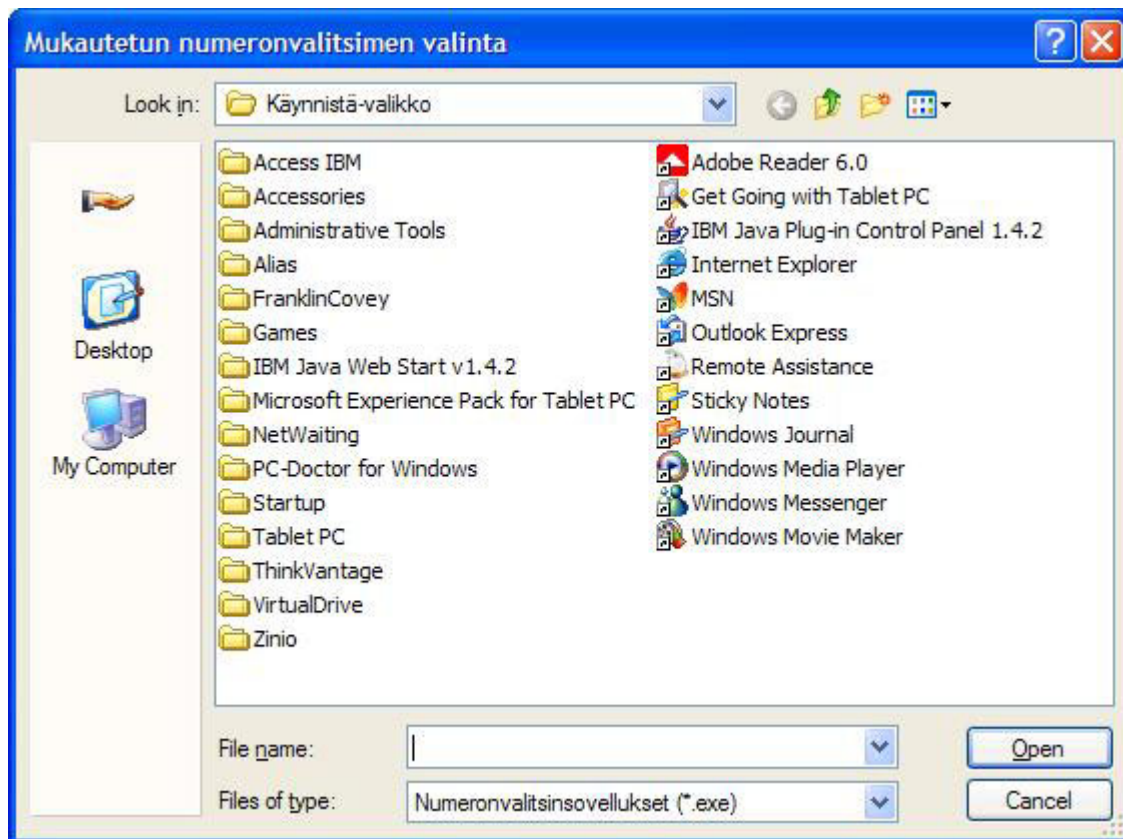 Mukautetun numeronvalitsimen valinta
Look in: Käynnistä-valikko
Desktop
My Computer
Access IBM
Accessories
Administrative Tools
Alias
FranklinCovey
Games
IBM Java Web Start v1.4.2
Microsoft Experience Pack for Tablet PC
NetWaiting
PC-Doctor for Windows
Startup
Tablet PC
ThinkVantage
VirtualDrive
Zinio
Adobe Reader 6.0
Get Going with Tablet PC
IBM Java Plug-in Control Panel 1.4.2
Internet Explorer
MSN
Outlook Express
Remote Assistance
Sticky Notes
Windows Journal
Windows Media Player
Windows Messenger
Windows Movie Maker
File name: Open
Files of type: Numeronvalitsinsovellukset (*.exe) Cancel